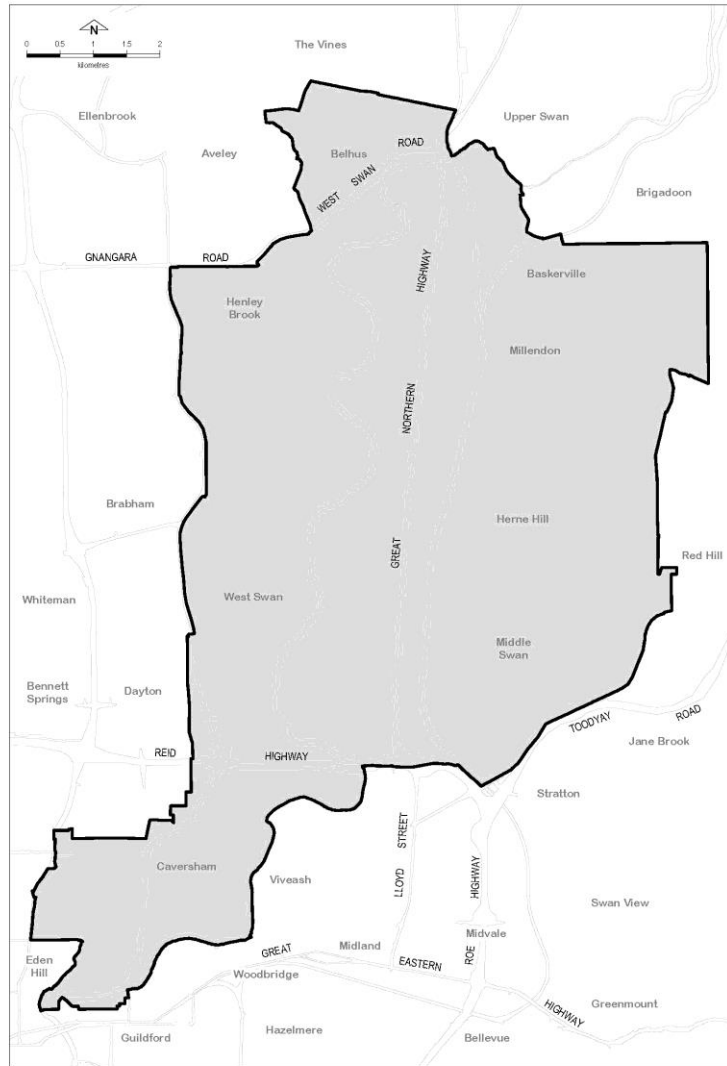 N
0 0.5 1 1.5 2
kilometres
The Vines
Ellenbrook
Upper Swan
Aveley
Belhus
ROAD
SWAN
WEST
Brigadoon
GNANGARA ROAD
HIGHWAY
Baskerville
Henley
Brook
Millendon
NORTHERN
Brabham
Herne Hill
GREAT
Red Hill
Whiteman
West Swan
Middle
Swan
Bennett
Springs
Dayton
TOODYAY ROAD
Jane Brook
REID HIGHWAY
Stratton
STREET
LLOYD
HIGHWAY
ROE
Caversham
Viveash
Swan View
Midvale
Midland
Eden
Hill
GREAT EASTERN HIGHWAY
Woodbridge
Greenmount
Guildford
Hazelmere
Bellevue